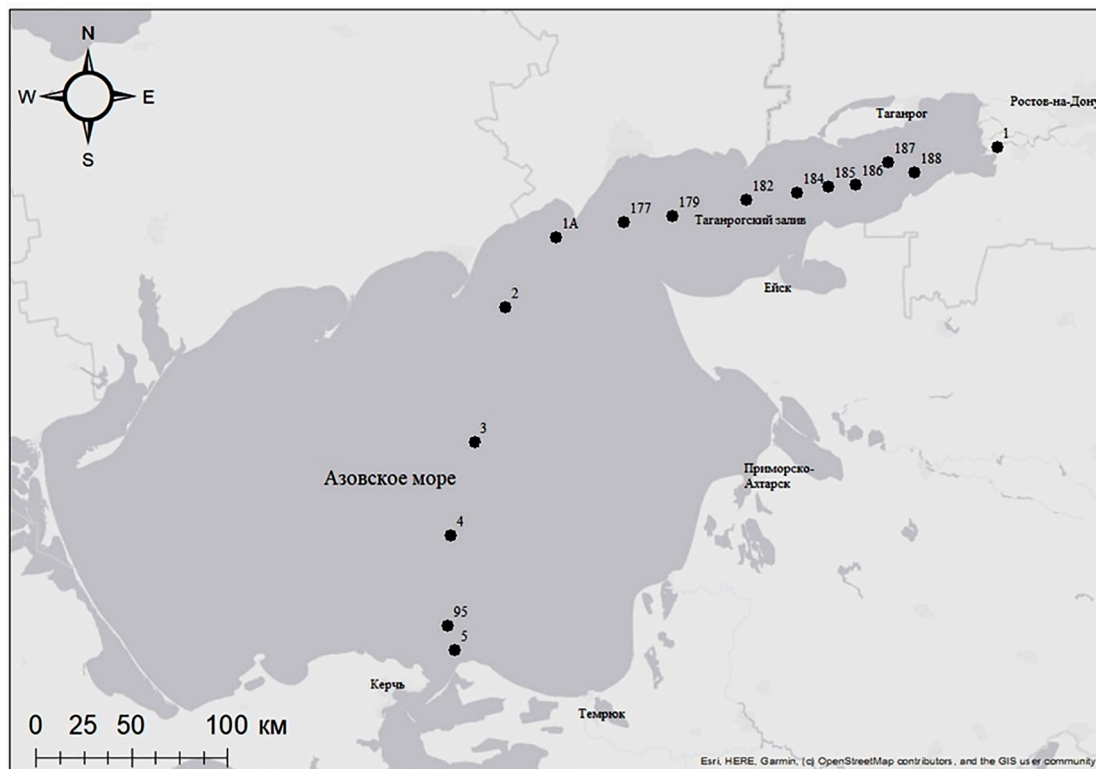 N
W E
S
Таганрог
Ростов-на-Дону
1
187
188
186
185
184
182
Таганрогский залив
179
177
1A
Ейск
2
3
Азовское море
Приморско-
Ахтарск
4
95
5
Керчь
Темрюк
0 25 50 100 км
Esri, HERE, Garmin, (c) OpenStreetMap contributors, and the GIS user community